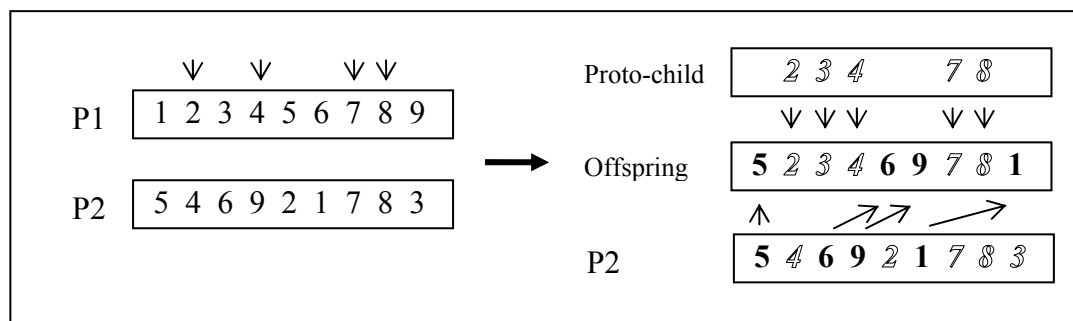 P1
1 2 3 4 5 6 7 8 9
P2
5 4 6 9 2 1 7 8 3
Proto-child
2 3 4 7 8
Offspring
5 2 3 4 6 9 7 8 1
P2
5 4 6 9 2 1 7 8 3